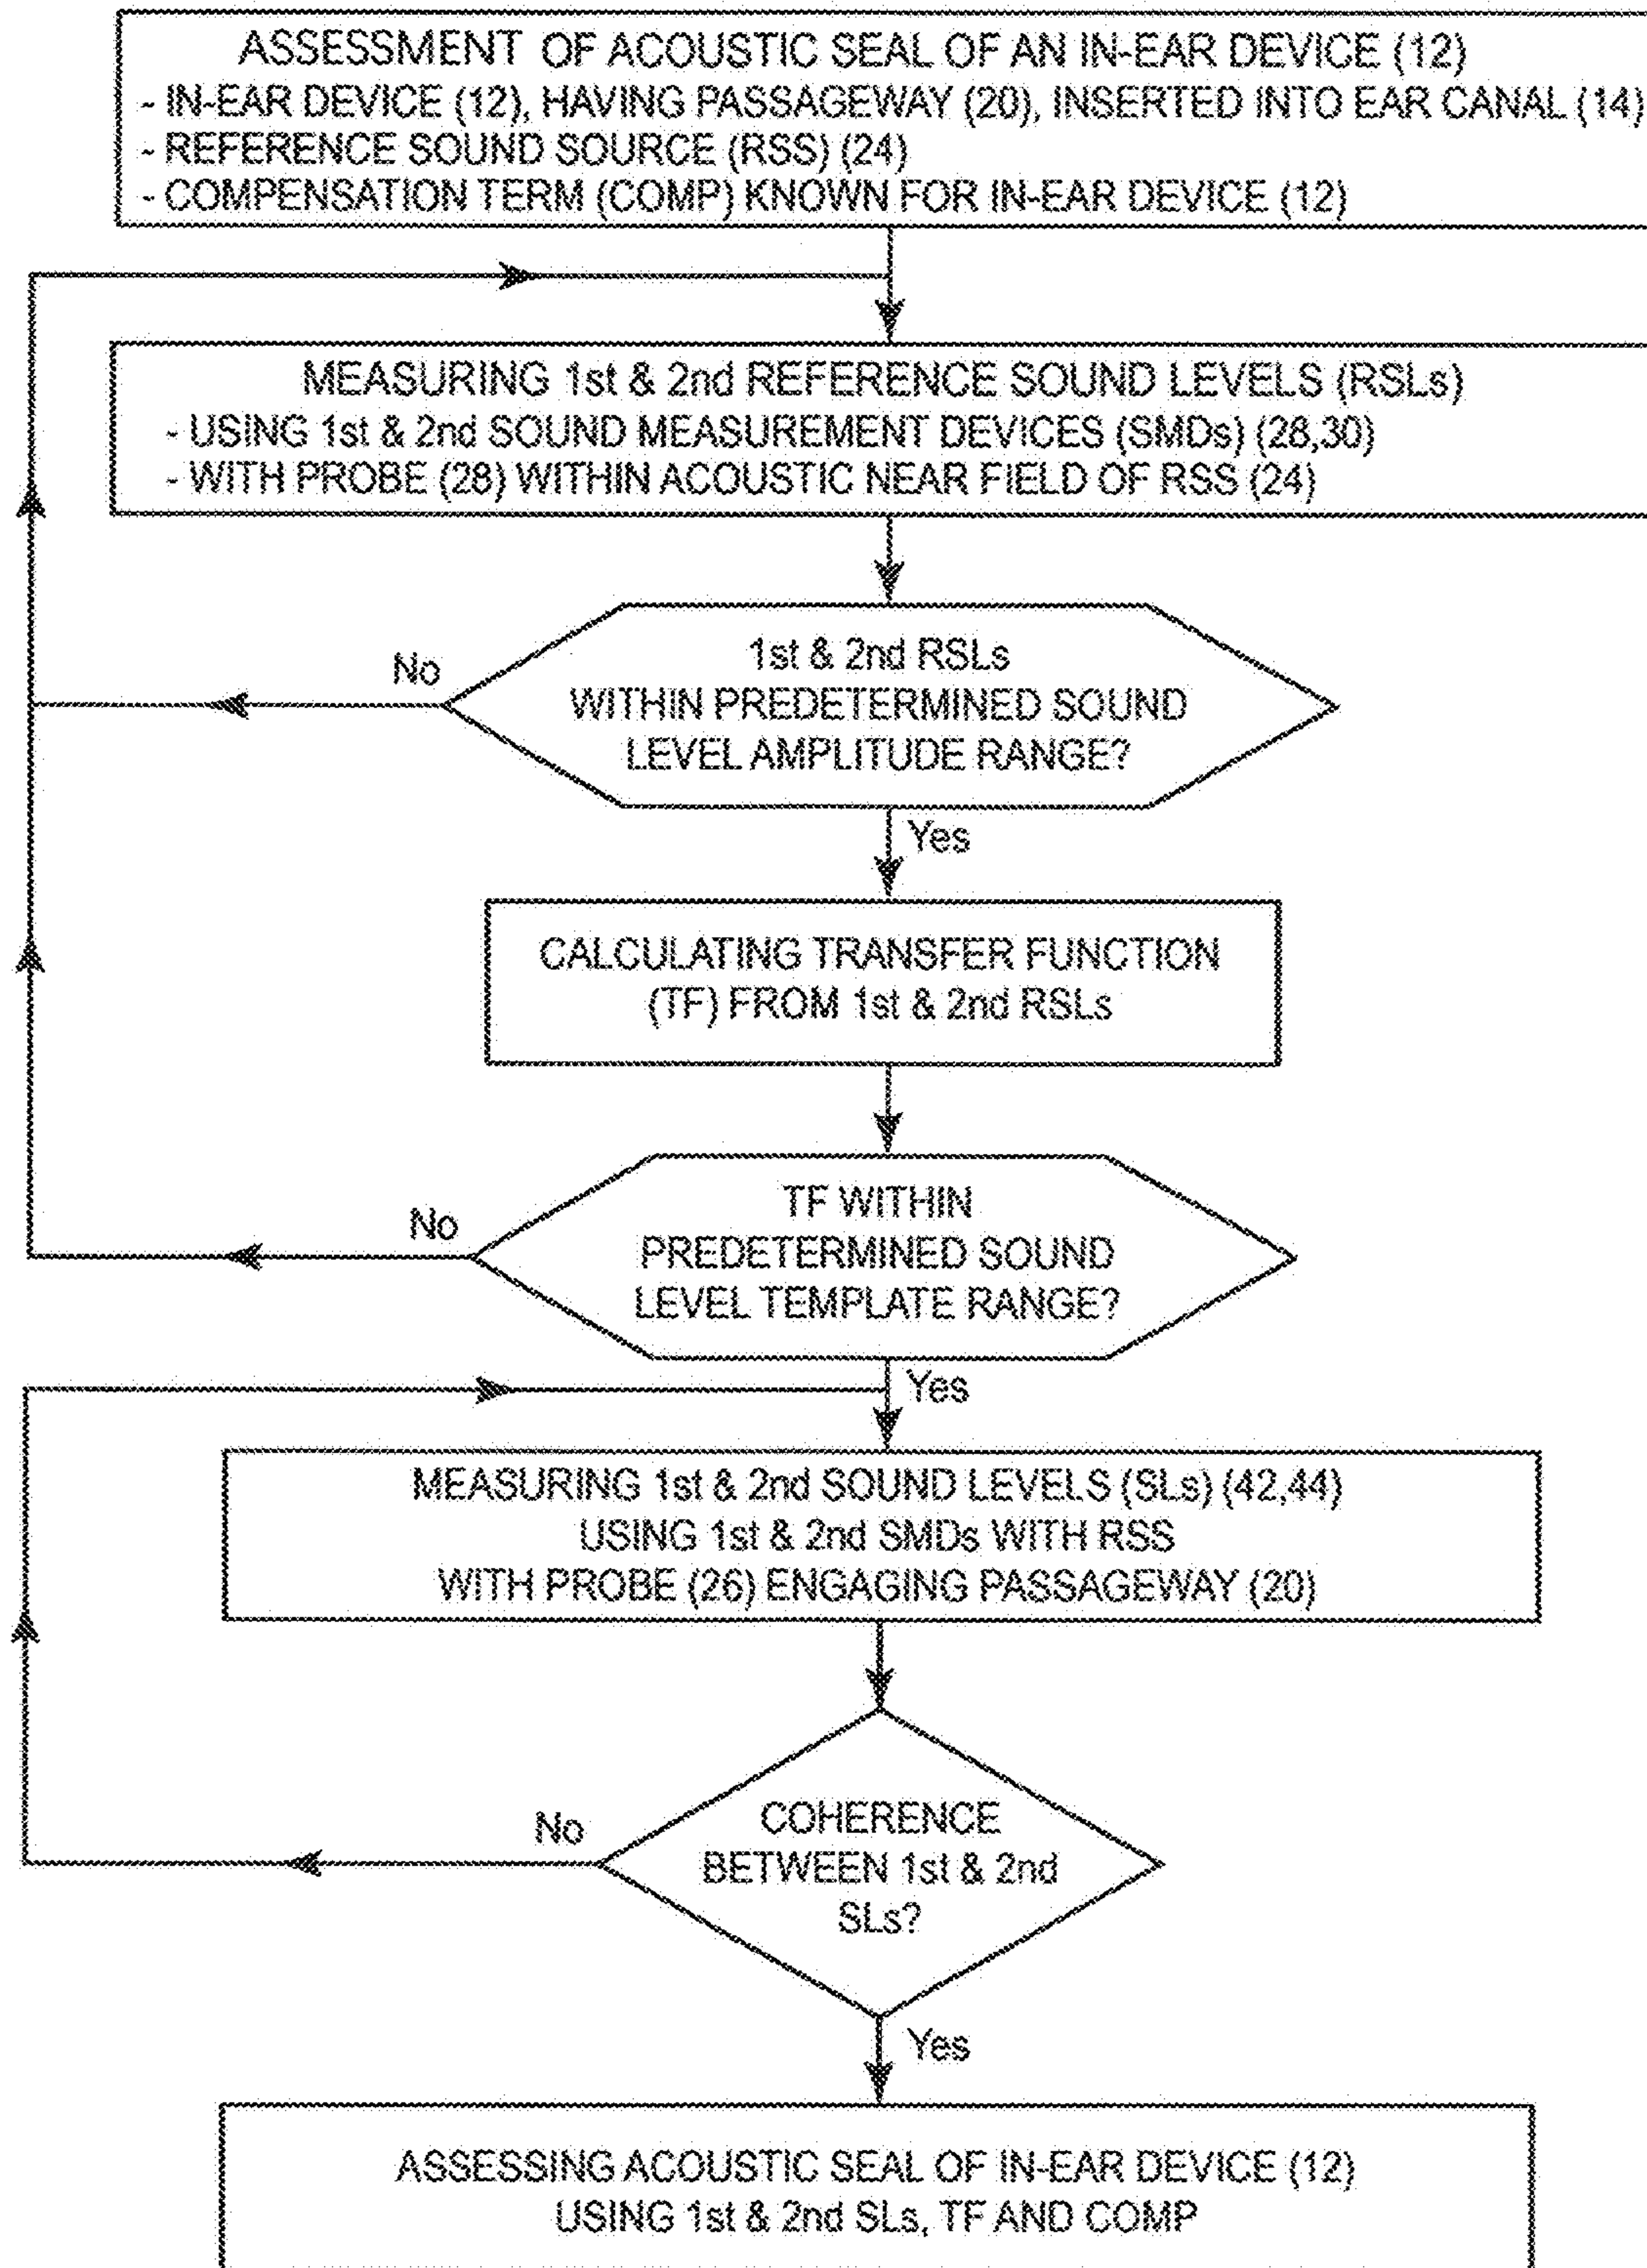 ASSESSMENT OF ACOUSTIC SEAL OF AN IN-EAR DEVICE (12)
- IN-EAR DEVICE (12), HAVING PASSAGEWAY (20), INSERTED INTO EAR CANAL (14)
- REFERENCE SOUND SOURCE (RSS) (24)
- COMPENSATION TERM (COMP) KNOWN FOR IN-EAR DEVICE (12)
MEASURING 1st & 2nd REFERENCE SOUND LEVELS (RSLs)
- USING 1st & 2nd SOUND MEASUREMENT DEVICES (SMDs) (28,30)
- WITH PROBE (28) WITHIN ACOUSTIC NEAR FIELD OF RSS (24)
1st & 2nd RSLs
WITHIN PREDETERMINED SOUND
LEVEL AMPLITUDE RANGE?
No
Yes
CALCULATING TRANSFER FUNCTION
(TF) FROM 1st & 2nd RSLs
TF WITHIN
PREDETERMINED SOUND
LEVEL TEMPLATE RANGE?
No
Yes
MEASURING 1st & 2nd SOUND LEVELS (SLs) (42,44)
USING 1st & 2nd SMDs WITH RSS
WITH PROBE (26) ENGAGING PASSAGEWAY (20)
COHERENCE
BETWEEN 1st & 2nd
SLs?
No
Yes
ASSESSING ACOUSTIC SEAL OF IN-EAR DEVICE (12)
USING 1st & 2nd SLs, TF AND COMP